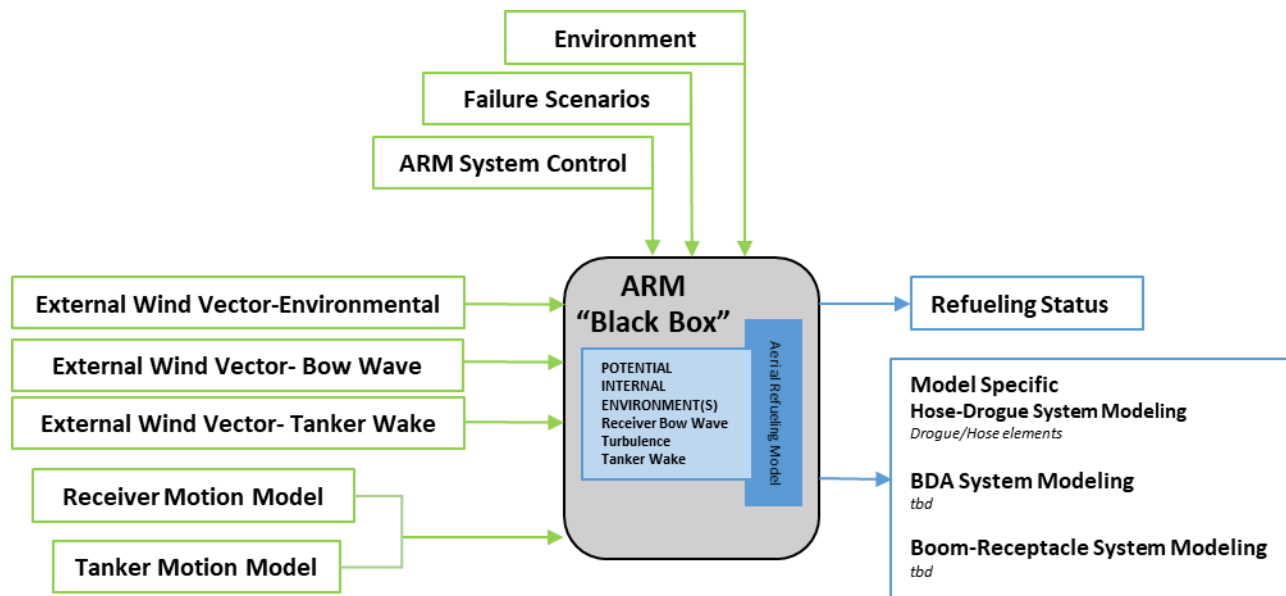 Environment
Failure Scenarios
ARM System Control
External Wind Vector-Environmental
External Wind Vector- Bow Wave
External Wind Vector- Tanker Wake
Receiver Motion Model
Tanker Motion Model
ARM
“Black Box”
POTENTIAL
INTERNAL
ENVIRONMENT(S)
Receiver Bow Wave
Turbulence
Tanker Wake
Aerial Refueling Model
Refueling Status
Model Specific
Hose-Drogue System Modeling
Drogue/Hose elements
BDA System Modeling
tbd
Boom-Receptacle System Modeling
tbd